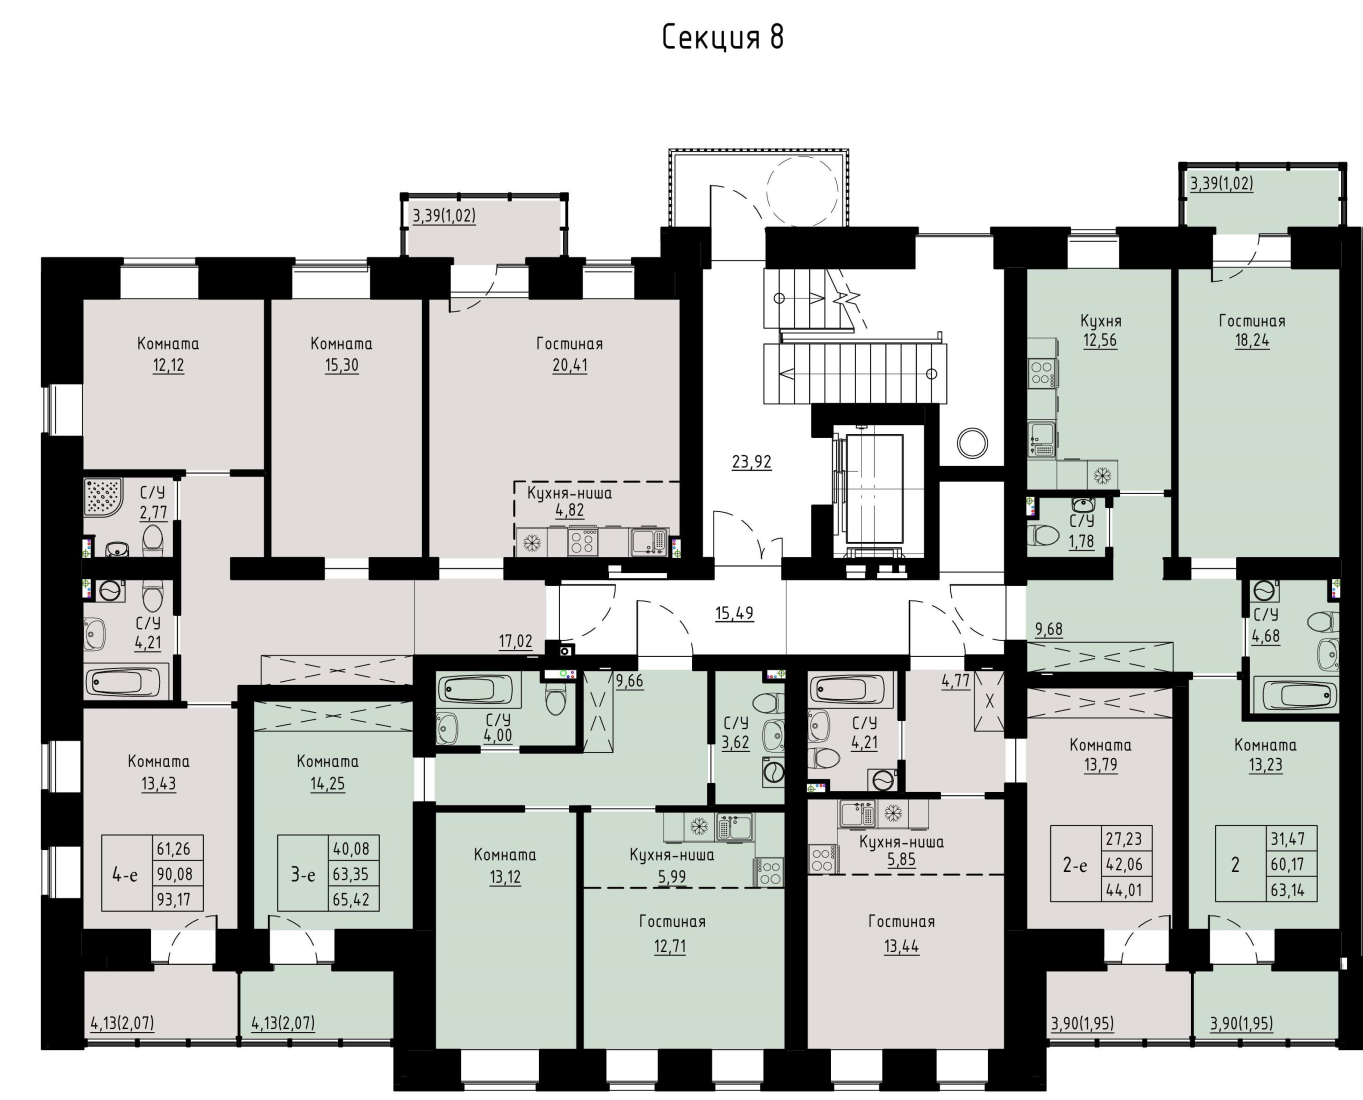 Секция 8
3,39(1,02)
3,39(1,02)
Комната
12,12
Комната
15,30
Гостиная
20,41
Кухня
12,56
Гостиная
18,24
23,92
С/У
2,77
Кухня-ниша
4,82
С/У
1,78
С/У
4,21
17,02
15,49
9,68
С/У
4,68
9,66
С/У
4,00
С/У
3,62
С/У
4,21
4,77
Комната
13,43
Комната
14,25
Комната
13,79
Комната
13,23
4-е
61,26
90,08
93,17
3-е
40,08
63,35
65,42
Комната
13,12
Кухня-ниша
5,99
Гостиная
12,71
Кухня-ниша
5,85
Гостиная
13,44
2-е
27,23
42,06
44,01
2
31,47
60,17
63,14
4,13(2,07)
4,13(2,07)
3,90(1,95)
3,90(1,95)